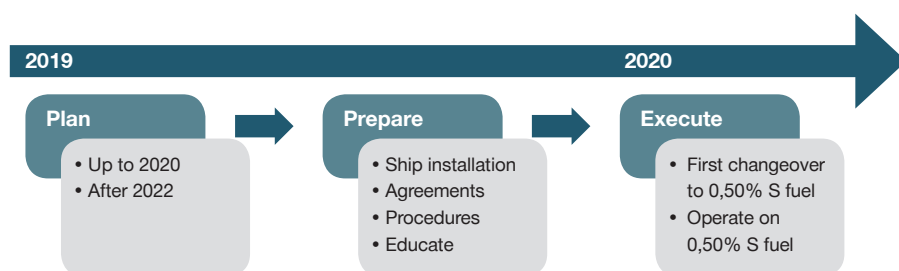 2019
2020
Plan
• Up to 2020
• After 2022
Prepare
• Ship installation
• Agreements
• Procedures
• Educate
Execute
• First changeover
to 0,50% S fuel
• Operate on
0,50% S fuel